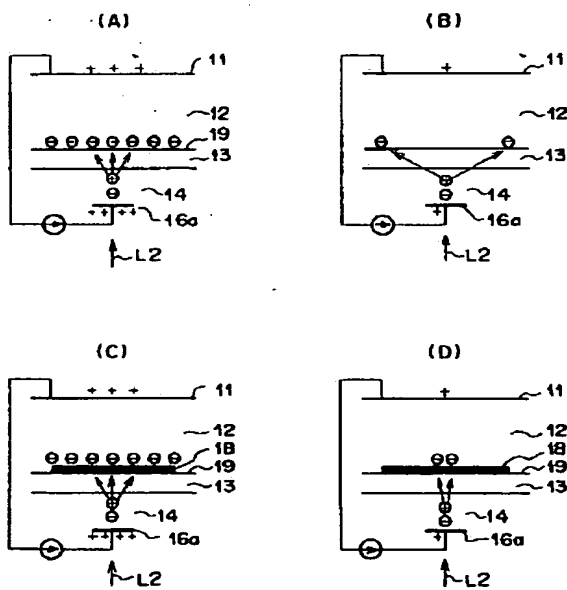 (A)
+ + +
11
12
⊖ ⊖ ⊖ ⊖ ⊖ ⊖ ⊖
19
13
⊕
⊖
14
16a
+ + + +
L2
(B)
+
11
12
⊖ ⊖
19
13
⊕
⊖
14
16a
+ +
L2
(C)
+ + +
11
12
⊖ ⊖ ⊖ ⊖ ⊖ ⊖ ⊖
18
19
13
⊕
⊖
14
16a
+ + + +
L2
(D)
+
11
12
⊖ ⊖
18
19
13
⊕
⊖
14
16a
+ +
L2